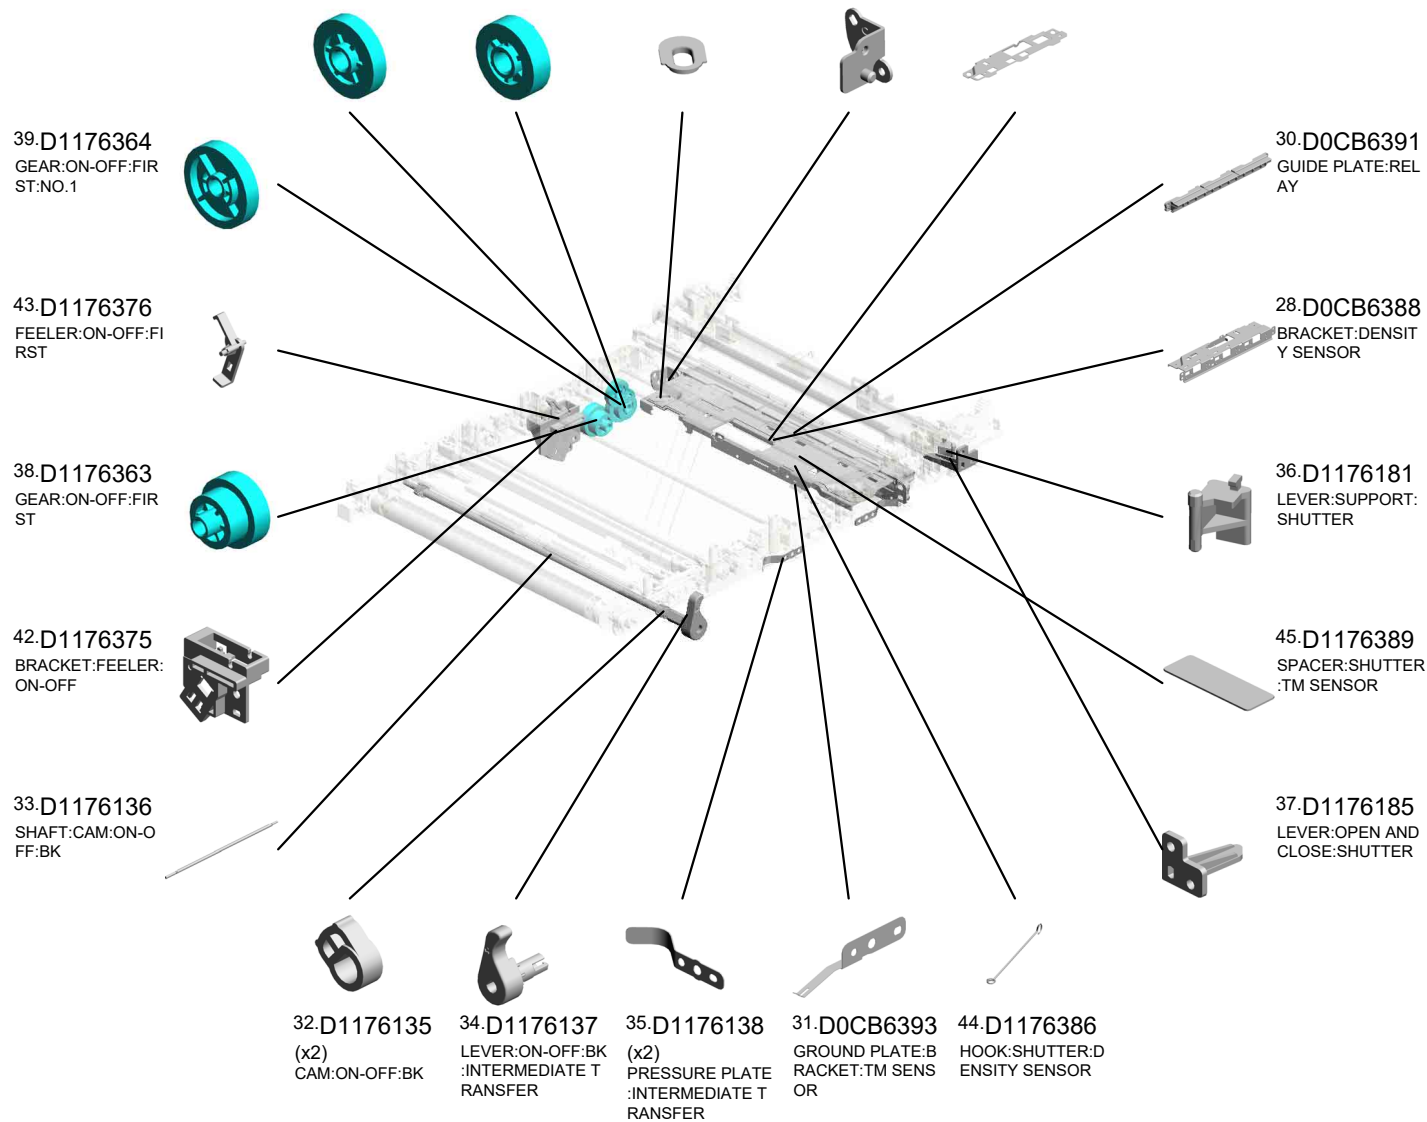 39.D1176364
GEAR:ON-OFF:FIR
ST:NO.1
43.D1176376
FEELER:ON-OFF:FI
RST
38.D1176363
GEAR:ON-OFF:FIR
ST
42.D1176375
BRACKET:FEELER:
ON-OFF
33.D1176136
SHAFT:CAM:ON-O
FF:BK
32.D1176135
(x2)
CAM:ON-OFF:BK
34.D1176137
LEVER:ON-OFF:BK
:INTERMEDIATE T
RANSFER
35.D1176138
(x2)
PRESSURE PLATE
:INTERMEDIATE T
RANSFER
31.D0CB6393
GROUND PLATE:B
RACKET:TM SENS
OR
44.D1176386
HOOK:SHUTTER:D
ENSITY SENSOR
30.D0CB6391
GUIDE PLATE:REL
AY
28.D0CB6388
BRACKET:DENSIT
Y SENSOR
36.D1176181
LEVER:SUPPORT:
SHUTTER
45.D1176389
SPACER:SHUTTER
:TM SENSOR
37.D1176185
LEVER:OPEN AND
CLOSE:SHUTTER